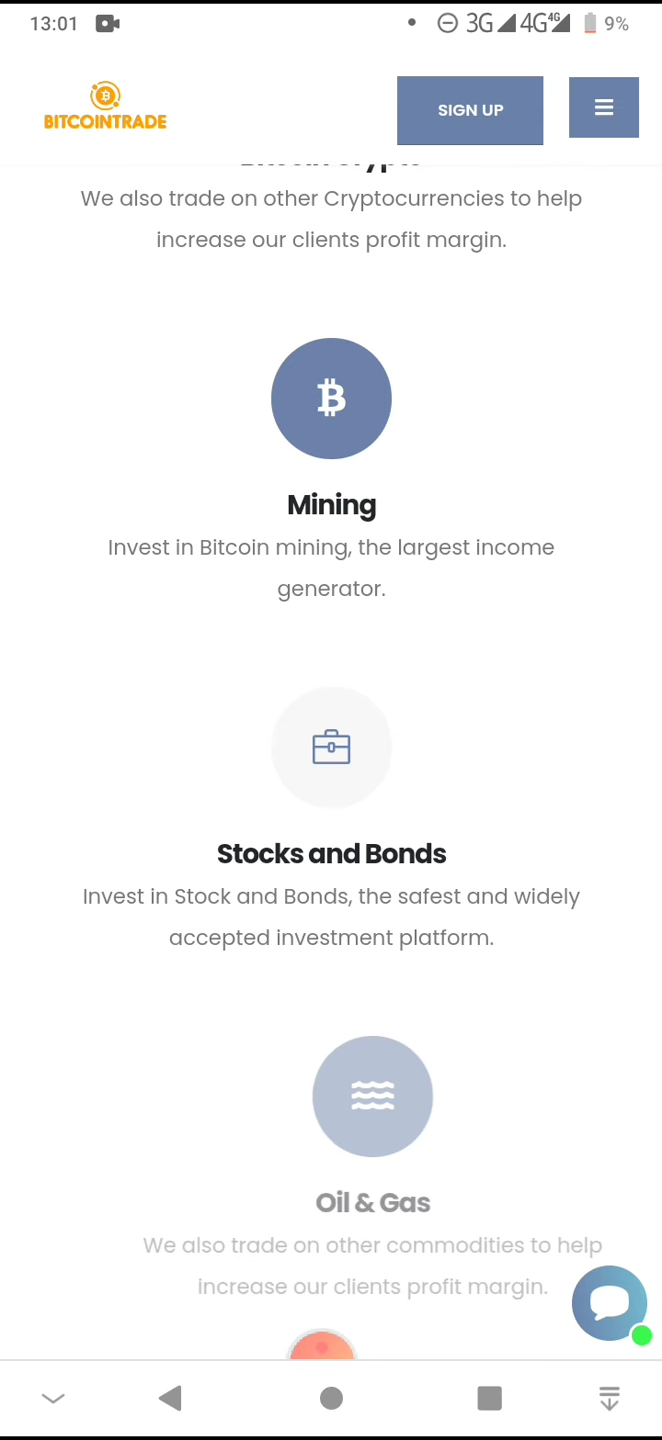 13:01
3G 4G 4G 9%
BITCOINTRADE
SIGN UP
Bitcoin Crypto
We also trade on other Cryptocurrencies to help
increase our clients profit margin.
Mining
Invest in Bitcoin mining, the largest income
generator.
Stocks and Bonds
Invest in Stock and Bonds, the safest and widely
accepted investment platform.
Oil & Gas
We also trade on other commodities to help
increase our clients profit margin.